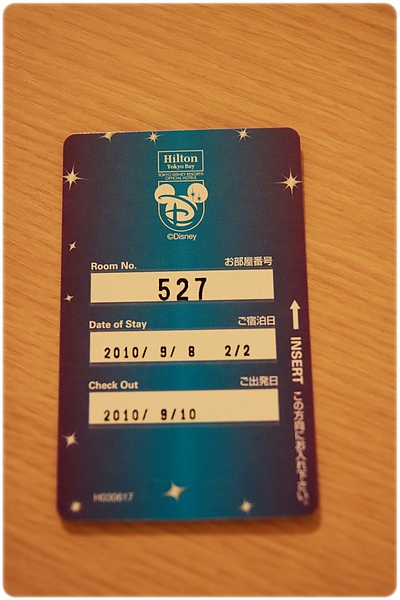 Hilton
Tokyo Bay
TOKYO DISNEY RESORT®
OFFICIAL HOTELS
D
©Disney
Room No. お部屋番号
527
Date of Stay ご宿泊日
2010/ 9/ 8 2/2
Check Out ご出発日
2010/ 9/10
H030617
↑ INSERT この方向にお入れ下さい。